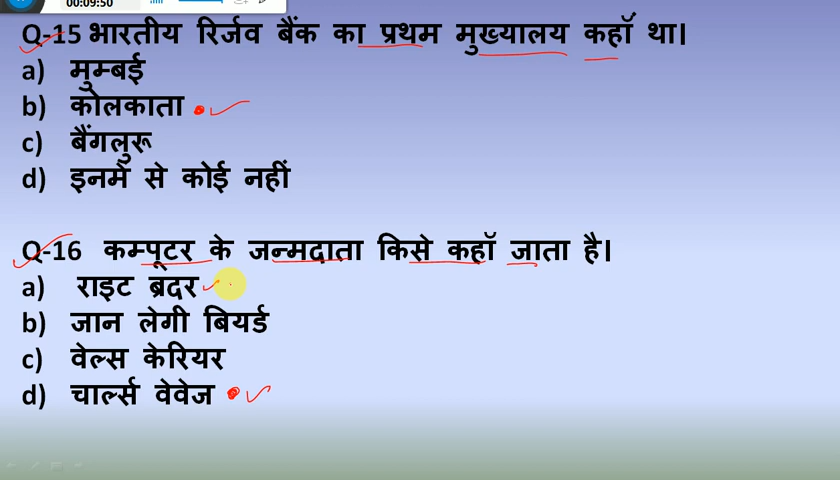 00:09:50
Q-15 भारतीय रिर्जव बैंक का प्रथम मुख्यालय कहाॅं था।
a) मुम्बई
b) कोलकाता
c) बैंगलुरू
d) इनमें से कोई नहीं
Q-16 कम्पूटर के जन्मदाता किसे कहाॅ जाता है।
a) राइट ब्रदर
b) जान लेगी बियर्ड
c) वेल्स केरियर
d) चार्ल्स वेवेज